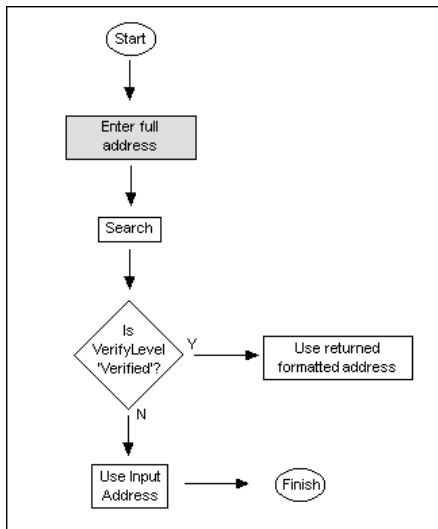 Start
Enter full
address
Search
Is
VerifyLevel
'Verified'?
Y
Use returned
formatted address
N
Use Input
Address
Finish